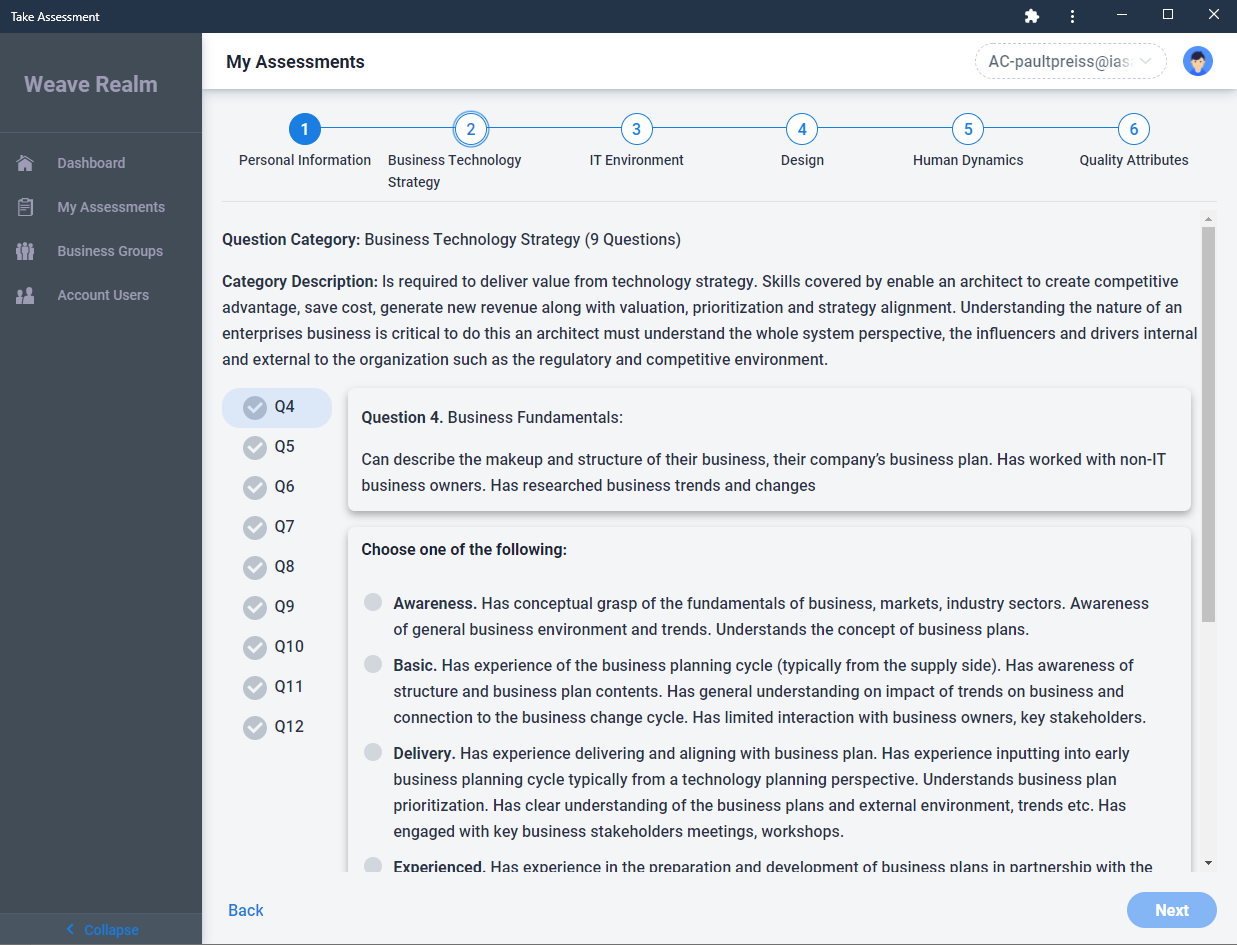 Take Assessment
Weave Realm
My Assessments
AC-paultpreiss@ias
Dashboard
My Assessments
Business Groups
Account Users
Collapse
1
2
3
4
5
6
Personal Information
Business Technology
Strategy
IT Environment
Design
Human Dynamics
Quality Attributes
Question Category: Business Technology Strategy (9 Questions)
Category Description: Is required to deliver value from technology strategy. Skills covered by enable an architect to create competitive
advantage, save cost, generate new revenue along with valuation, prioritization and strategy alignment. Understanding the nature of an
enterprises business is critical to do this an architect must understand the whole system perspective, the influencers and drivers internal
and external to the organization such as the regulatory and competitive environment.
Q4
Q5
Q6
Q7
Q8
Q9
Q10
Q11
Q12
Question 4. Business Fundamentals:
Can describe the makeup and structure of their business, their company’s business plan. Has worked with non-IT
business owners. Has researched business trends and changes
Choose one of the following:
Awareness. Has conceptual grasp of the fundamentals of business, markets, industry sectors. Awareness
of general business environment and trends. Understands the concept of business plans.
Basic. Has experience of the business planning cycle (typically from the supply side). Has awareness of
structure and business plan contents. Has general understanding on impact of trends on business and
connection to the business change cycle. Has limited interaction with business owners, key stakeholders.
Delivery. Has experience delivering and aligning with business plan. Has experience inputting into early
business planning cycle typically from a technology planning perspective. Understands business plan
prioritization. Has clear understanding of the business plans and external environment, trends etc. Has
engaged with key business stakeholders meetings, workshops.
Experienced. Has experience in the preparation and development of business plans in partnership with the
Back
Next